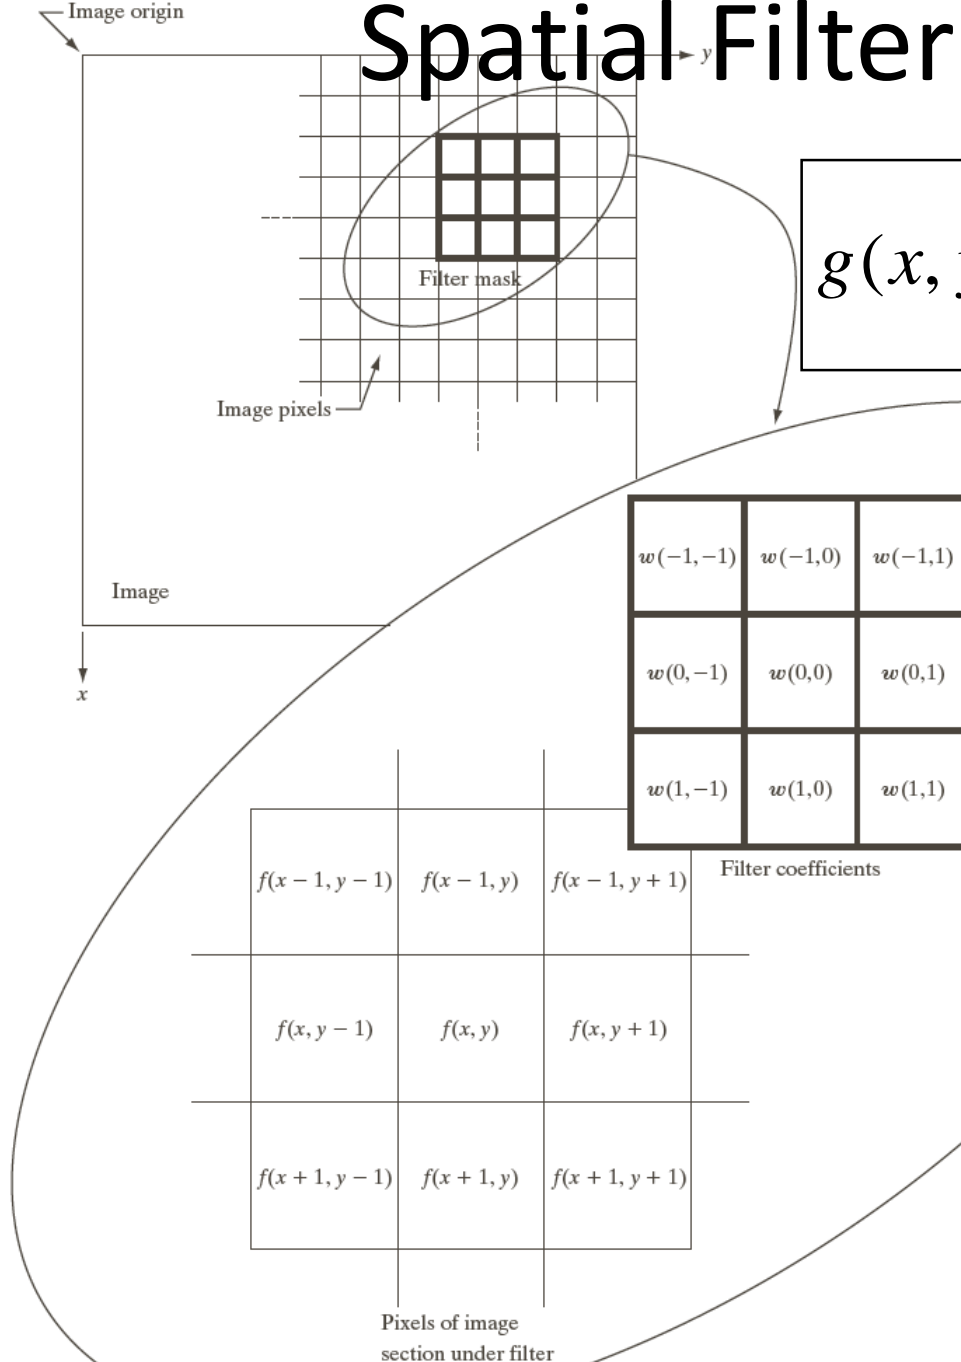 Spatial Filter
Image origin
y
g(x,
Filter mask
Image pixels
Image
x
w(−1,−1) w(−1,0) w(−1,1)
w(0,−1) w(0,0) w(0,1)
w(1,−1) w(1,0) w(1,1)
Filter coefficients
f(x − 1, y − 1) f(x − 1, y) f(x − 1, y + 1)
f(x, y − 1) f(x, y) f(x, y + 1)
f(x + 1, y − 1) f(x + 1, y) f(x + 1, y + 1)
Pixels of image
section under filter